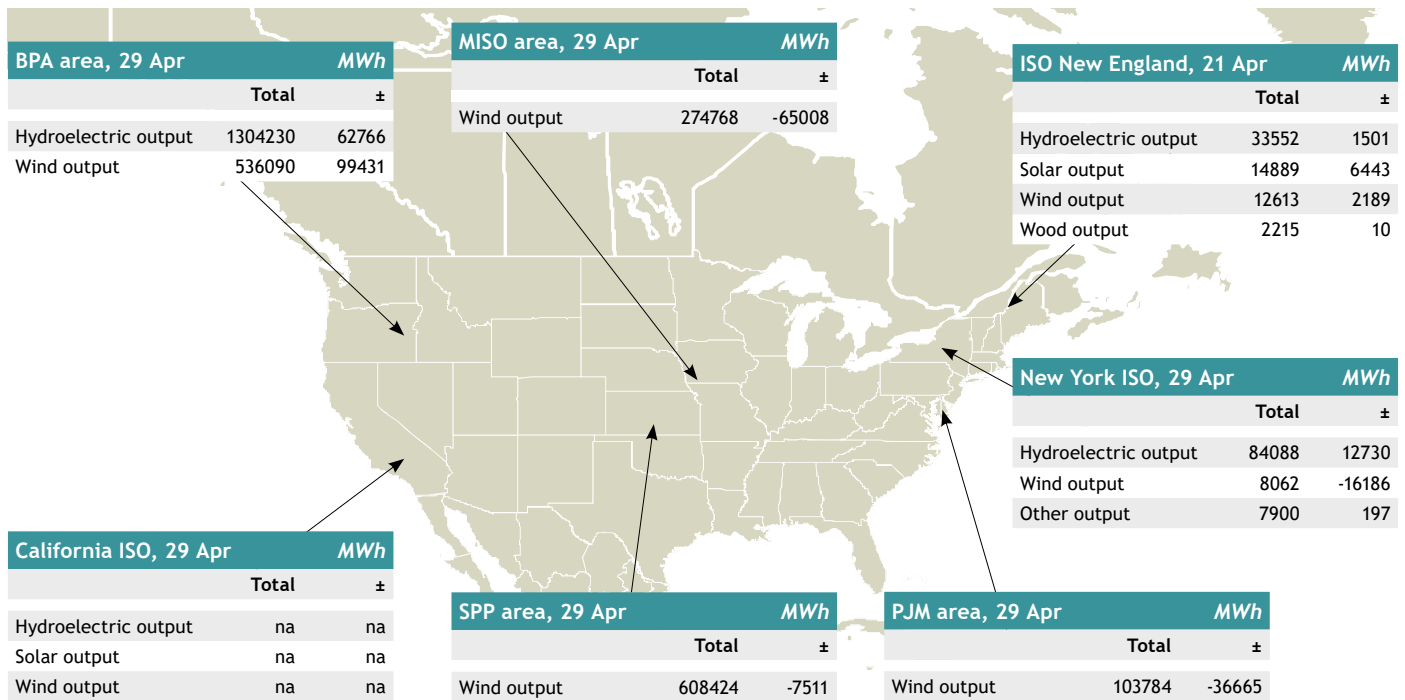 BPA area, 29 Apr MWh
Total ±
Hydroelectric output 1304230 62766
Wind output 536090 99431
MISO area, 29 Apr MWh
Total ±
Wind output 274768 -65008
ISO New England, 21 Apr MWh
Total ±
Hydroelectric output 33552 1501
Solar output 14889 6443
Wind output 12613 2189
Wood output 2215 10
New York ISO, 29 Apr MWh
Total ±
Hydroelectric output 84088 12730
Wind output 8062 -16186
Other output 7900 197
California ISO, 29 Apr MWh
Total ±
Hydroelectric output na na
Solar output na na
Wind output na na
SPP area, 29 Apr MWh
Total ±
Wind output 608424 -7511
PJM area, 29 Apr MWh
Total ±
Wind output 103784 -36665